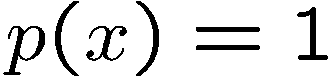 p(x) = 1